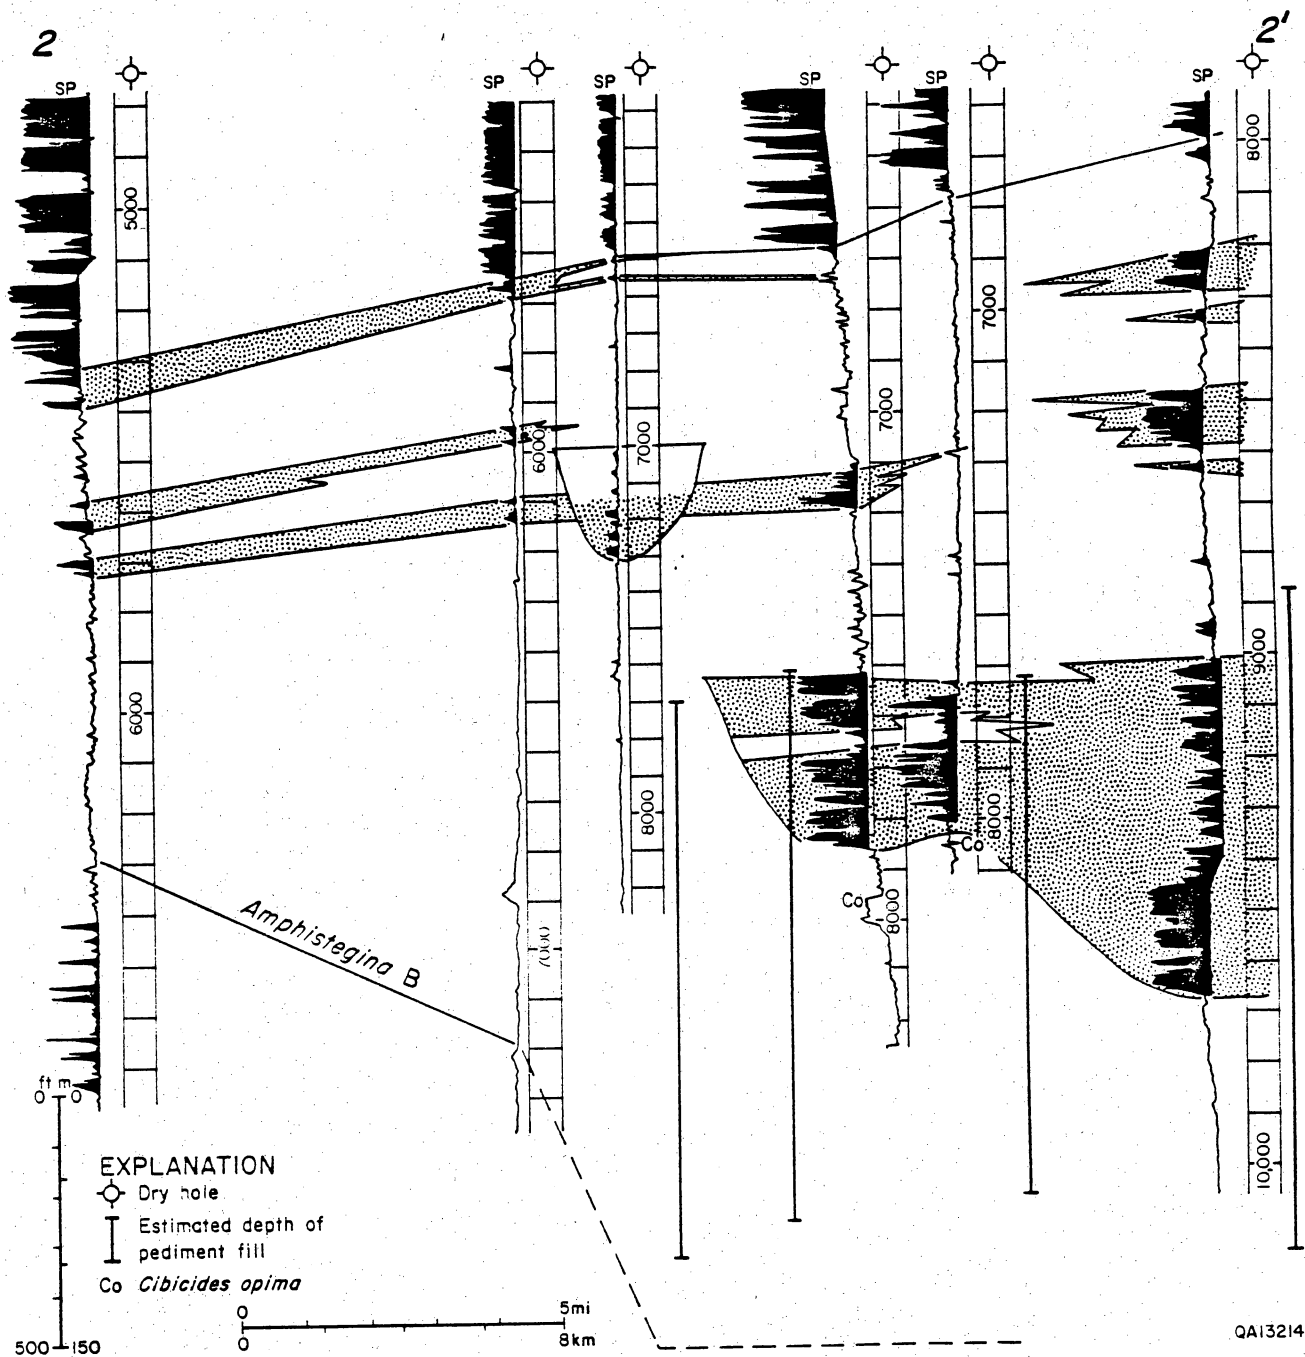 2
2'
SP
SP
SP
SP
SP
SP
5000
6000
6000
7000
7000
8000
7000
8000
7000
8000
8000
9000
10,000
Amphistegina B
Co
Co
ft m
0 0
500 150
EXPLANATION
Dry hole
Estimated depth of
pediment fill
Co Cibicides opima
0 5mi
0 8km
QA13214